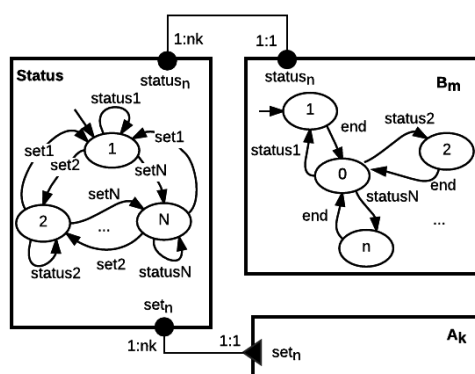 1:nk 1:1
Status
status_n
status_n
B_m
status1
1
set1
set1
set2
setN
setN
2
...
N
set2
status2
statusN
1
end
status2
status1
2
0
end
statusN
end
...
n
set_n
1:nk
1:1
set_n
A_k